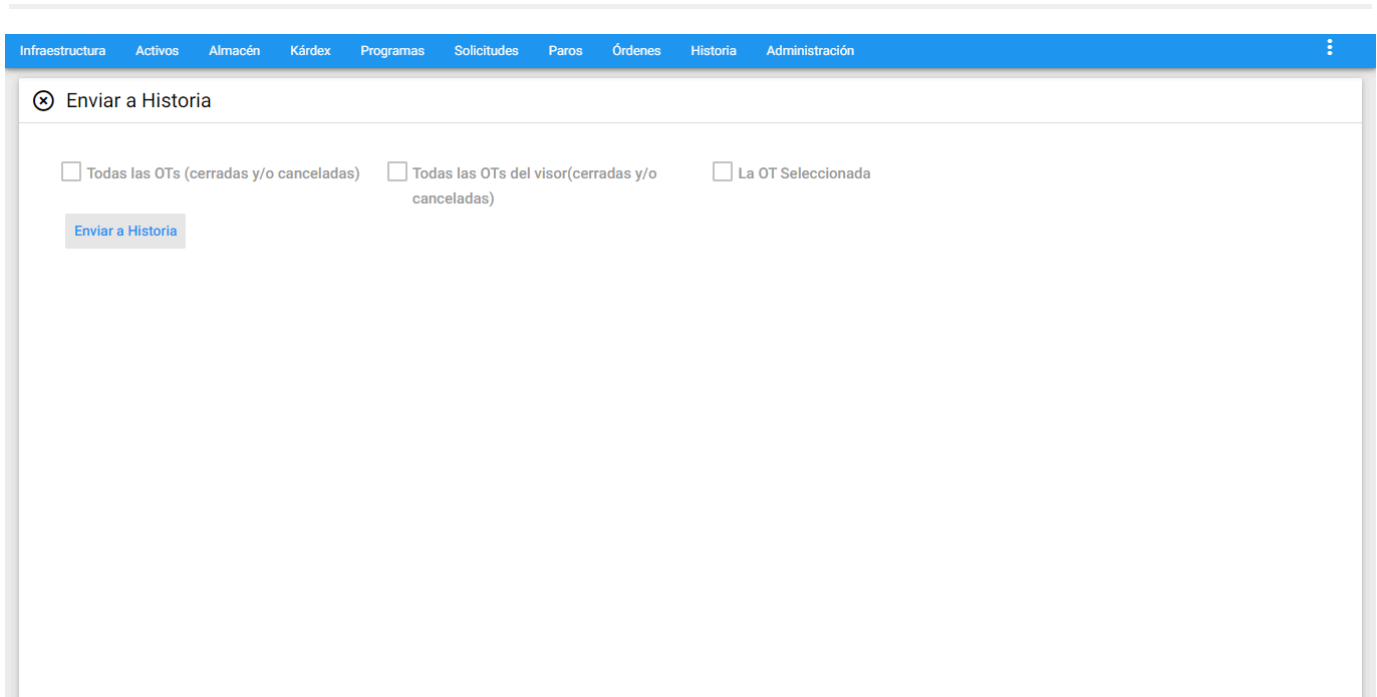 Infraestructura Activos Almacén Kárdex Programas Solicitudes Paros Órdenes Historia Administración
Enviar a Historia
Todas las OTs (cerradas y/o canceladas) Todas las OTs del visor(cerradas y/o La OT Seleccionada
canceladas)
Enviar a Historia